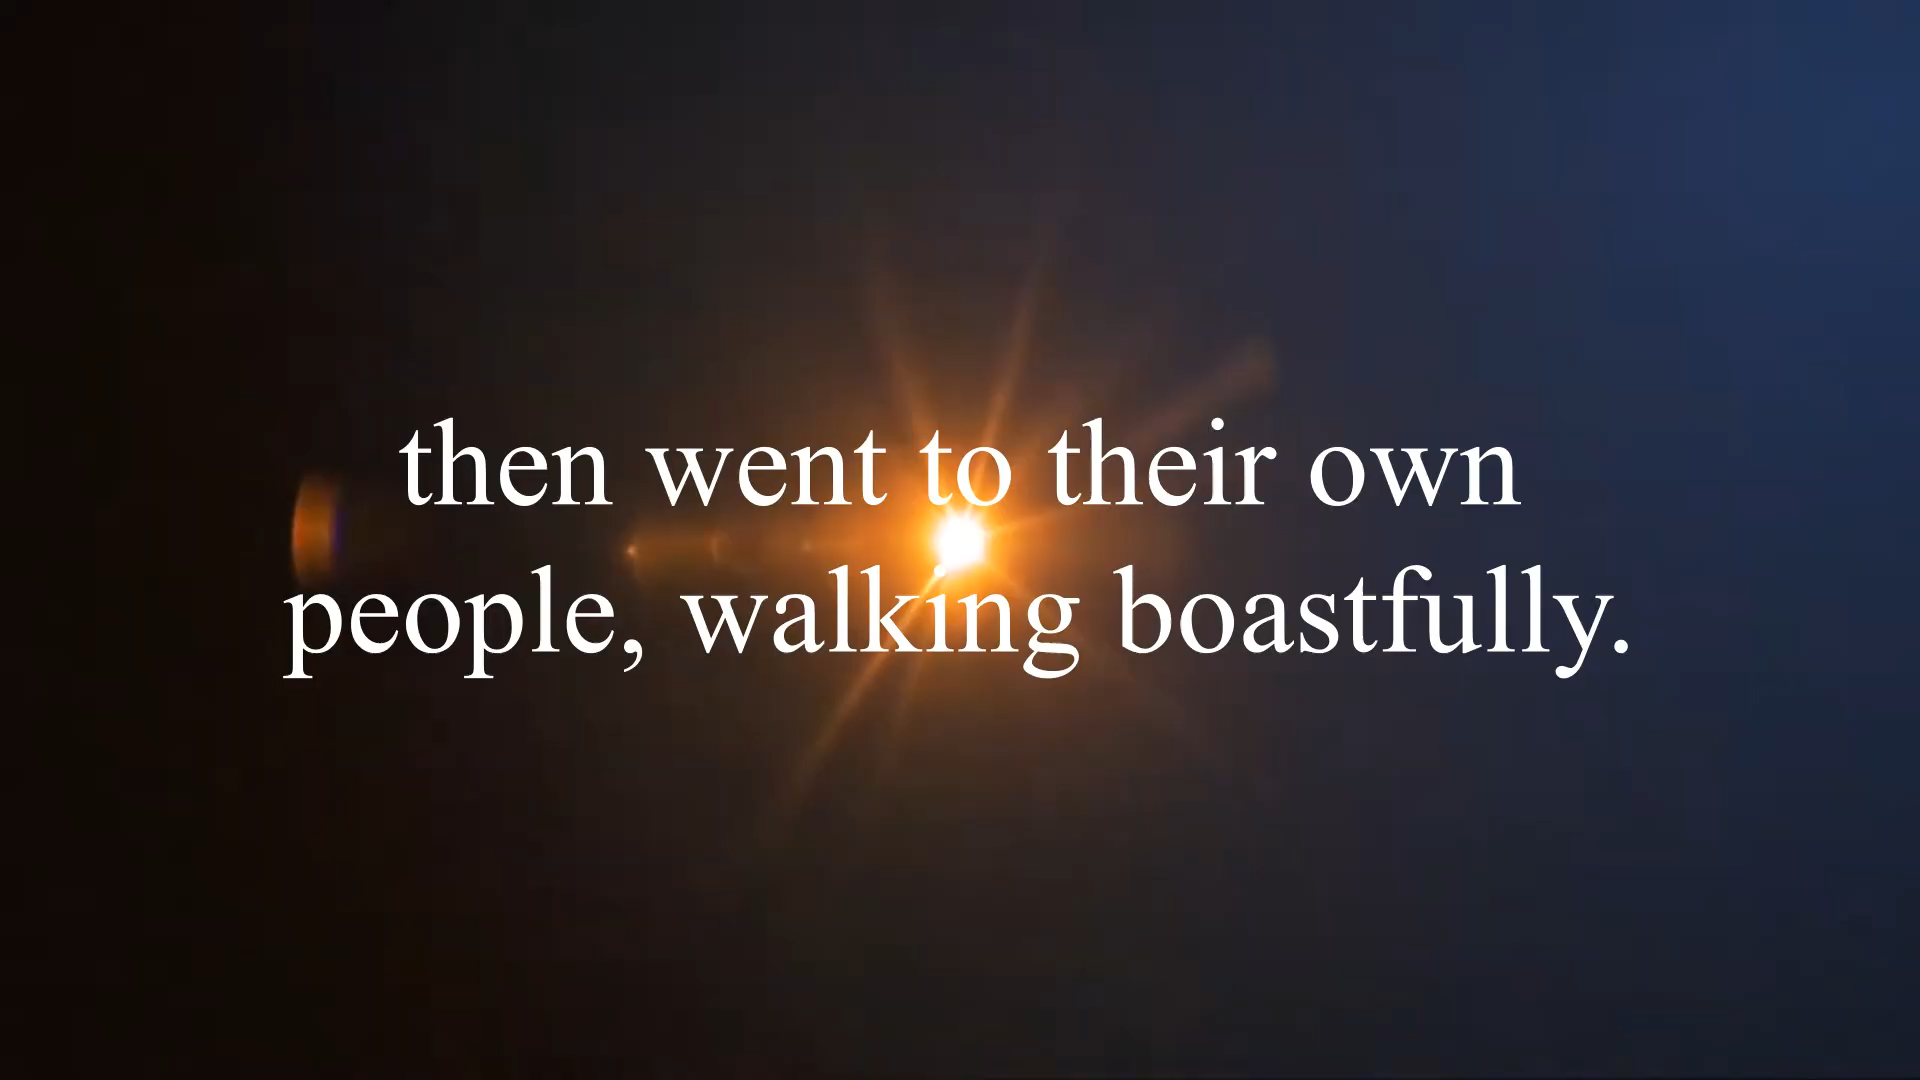 then went to their own
people, walking boastfully.